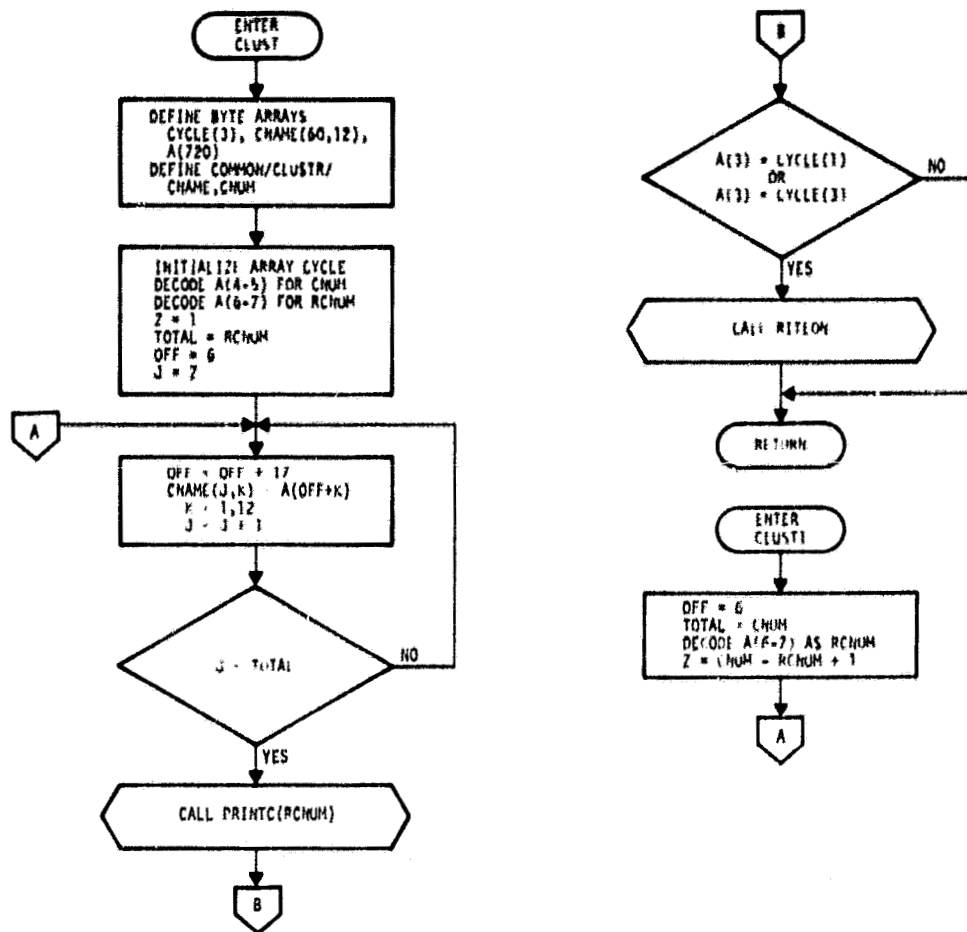 ENTER
CLUST
DEFINE BYTE ARRAYS
CYCLE(3), CNAME(60,12),
A(720)
DEFINE COMMON/CLUSTR/
CNAME,CNUM
INITIALIZE ARRAY CYCLE
DECODE A(4-5) FOR CNUM
DECODE A(6-7) FOR RCNUM
Z = 1
TOTAL = RCNUM
OFF = 6
J = Z
A
OFF = OFF + 17
CNAME(J,K) = A(OFF+K)
K = 1,12
J = J + 1
J = TOTAL
NO
YES
CALL PRINTC(RCNUM)
B
B
A(3) = CYCLE(1)
OR
A(3) = CYCLE(3)
NO
YES
CALL RITEON
RETURN
ENTER
CLUST1
OFF = 6
TOTAL = CNUM
DECODE A(6-7) AS RCNUM
Z = CNUM - RCNUM + 1
A